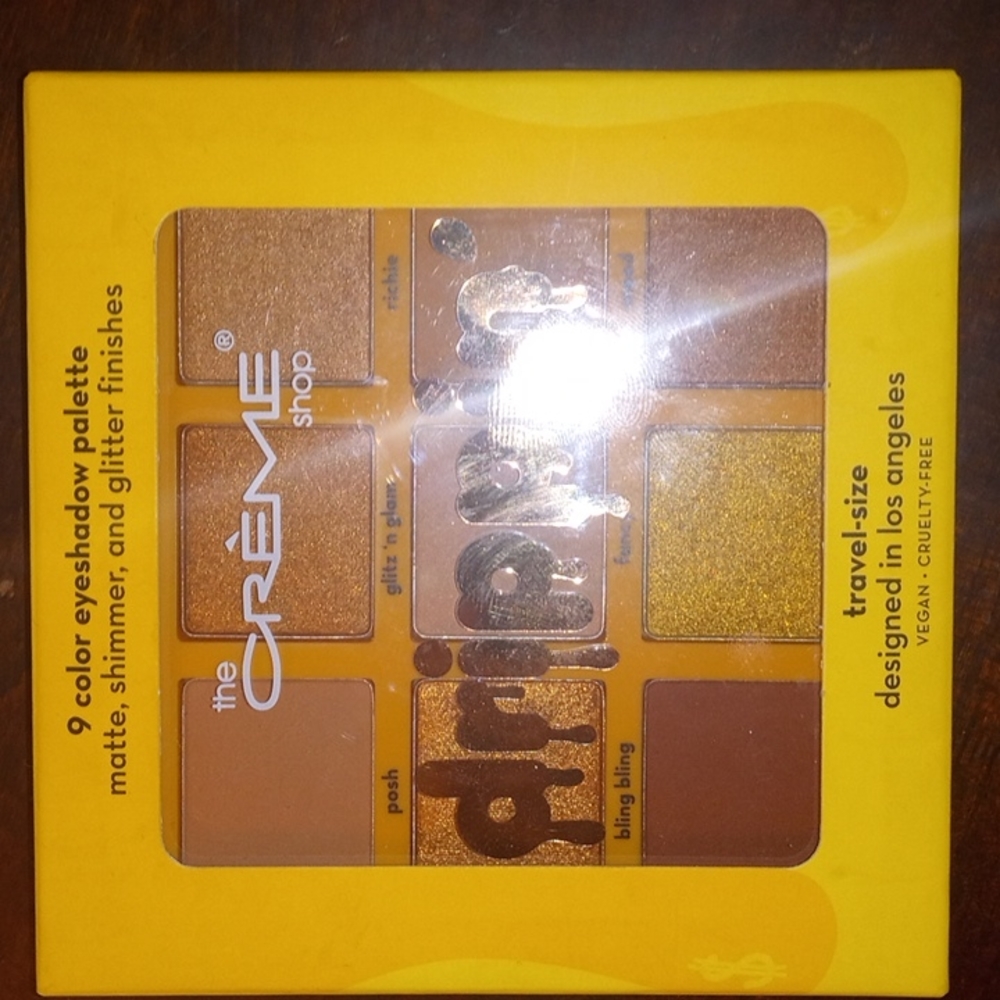 9 color eyeshadow palette
matte, shimmer, and glitter finishes
the
CRÈME®
shop
posh
glitz 'n glam
richie
drippin'
bling bling
travel-size
designed in los angeles
VEGAN • CRUELTY-FREE